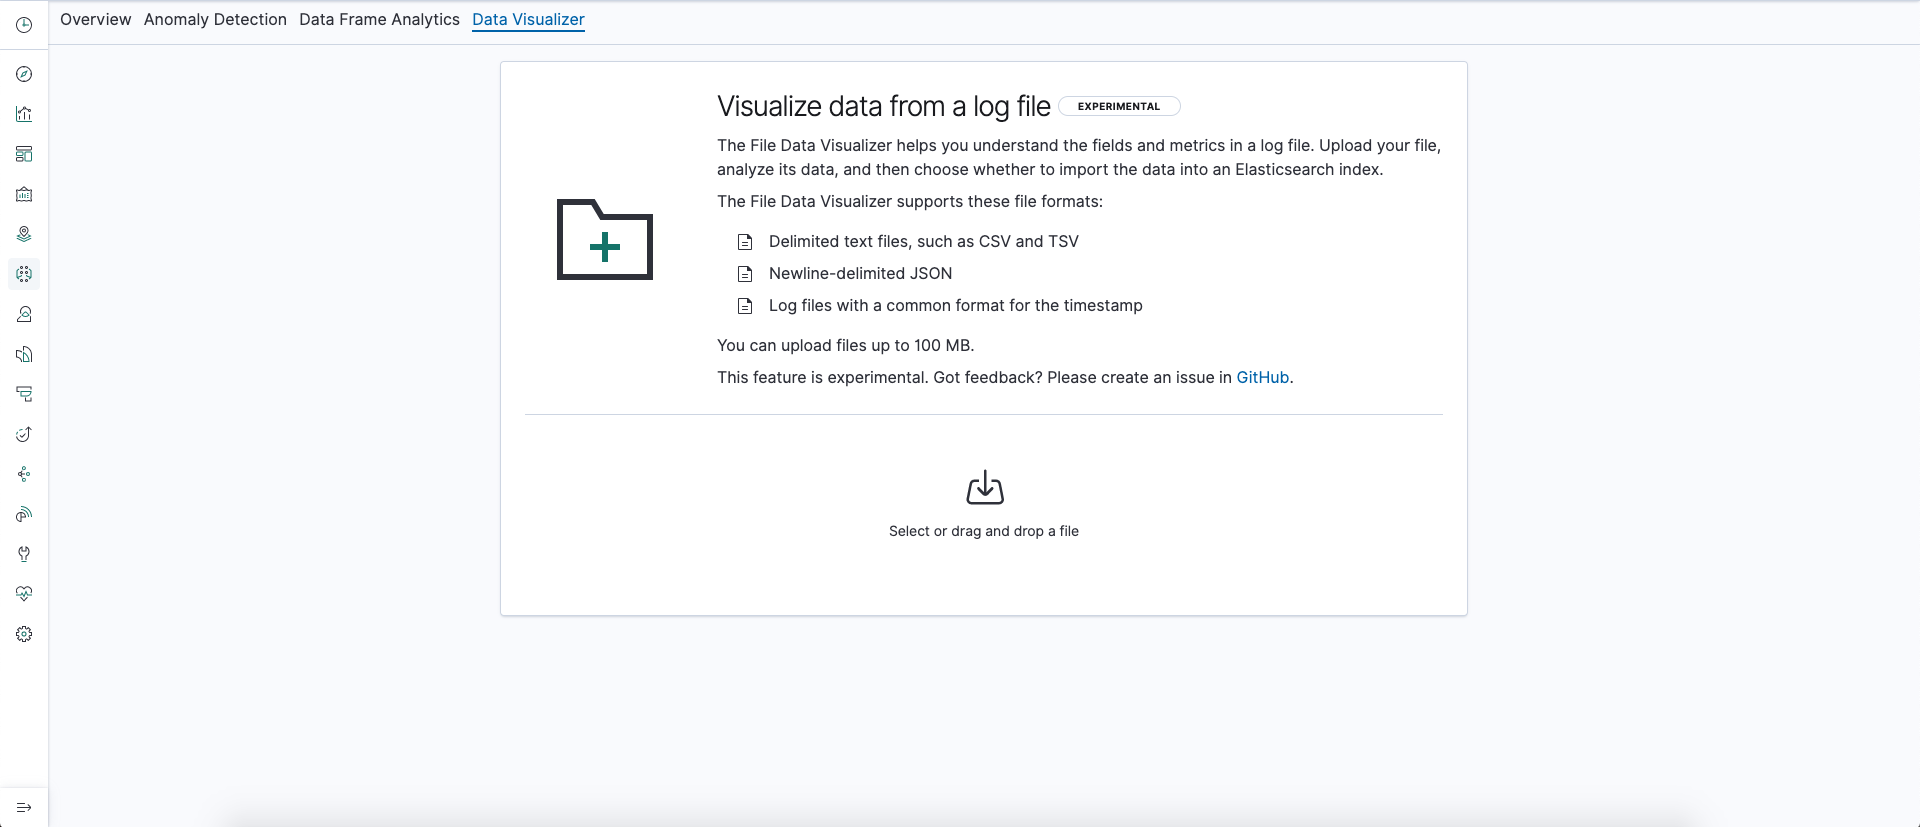 Overview Anomaly Detection Data Frame Analytics Data Visualizer
Visualize data from a log file EXPERIMENTAL
The File Data Visualizer helps you understand the fields and metrics in a log file. Upload your file,
analyze its data, and then choose whether to import the data into an Elasticsearch index.
The File Data Visualizer supports these file formats:
Delimited text files, such as CSV and TSV
Newline-delimited JSON
Log files with a common format for the timestamp
You can upload files up to 100 MB.
This feature is experimental. Got feedback? Please create an issue in GitHub.
Select or drag and drop a file